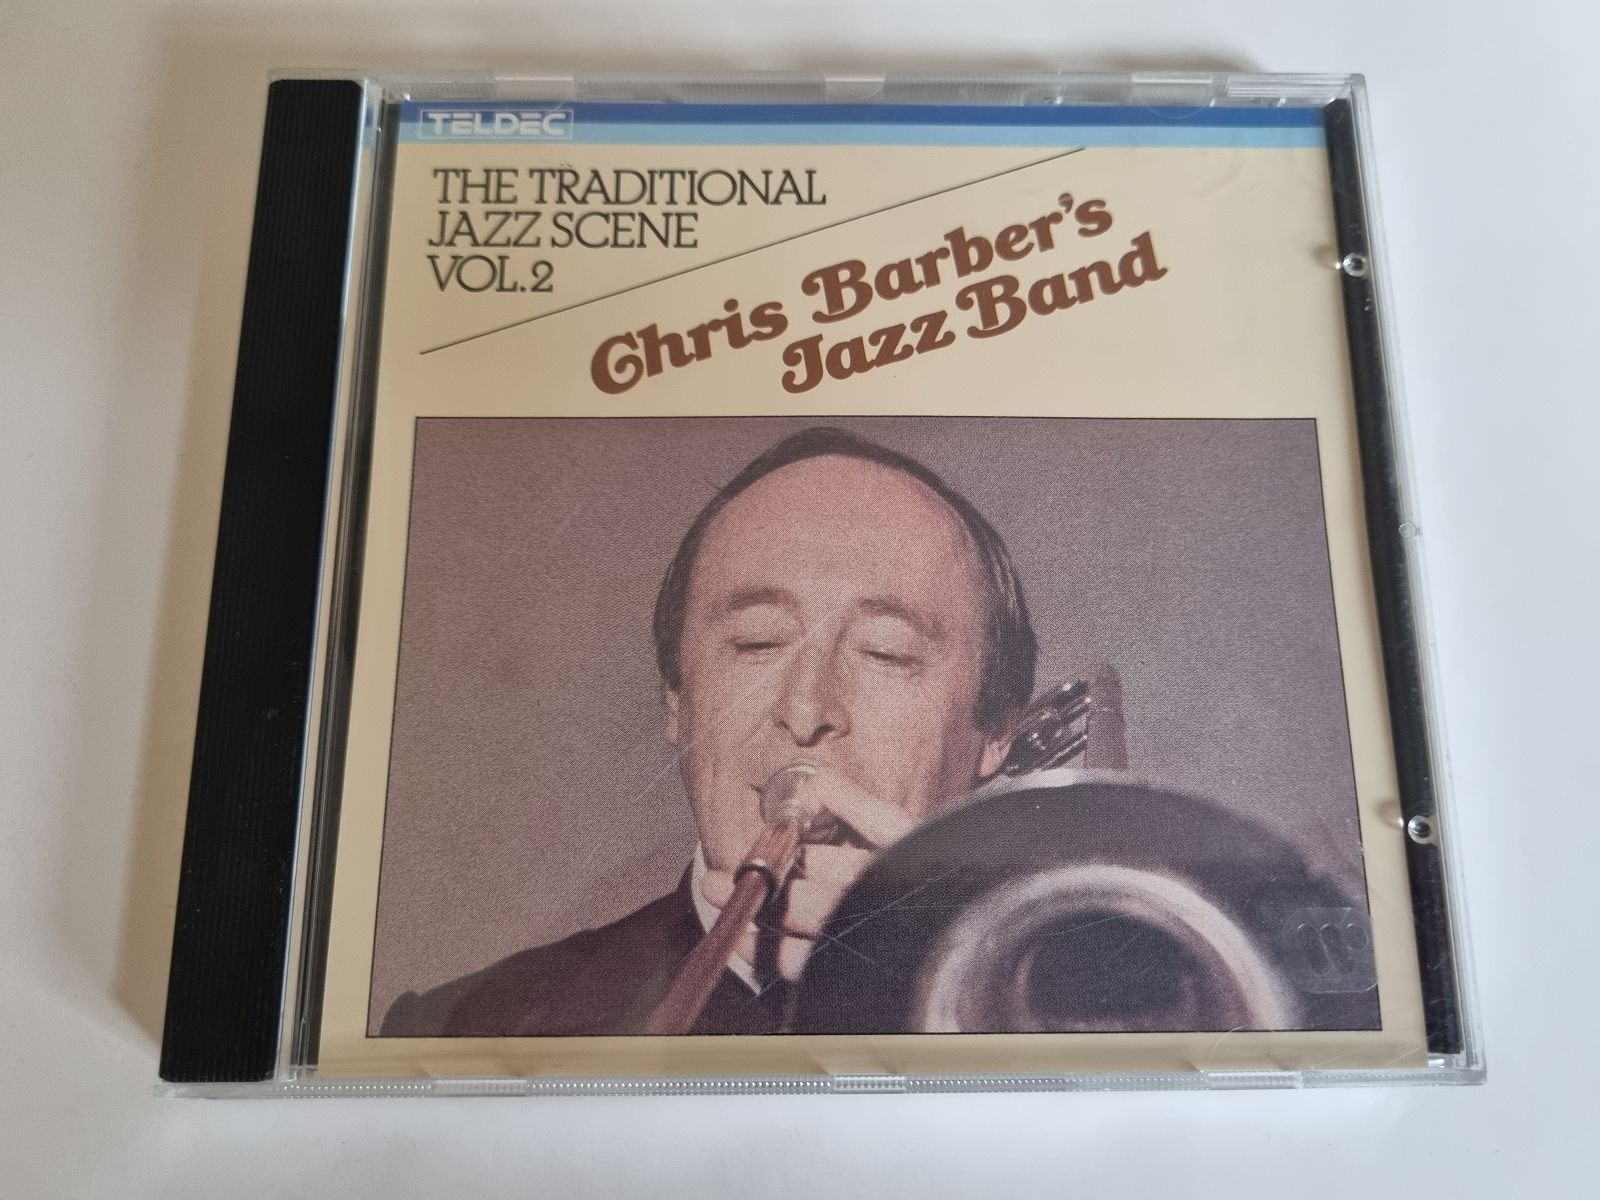 TELDEC
THE TRADITIONAL
JAZZ SCENE
VOL.2
Chris Barber's
Jazz Band